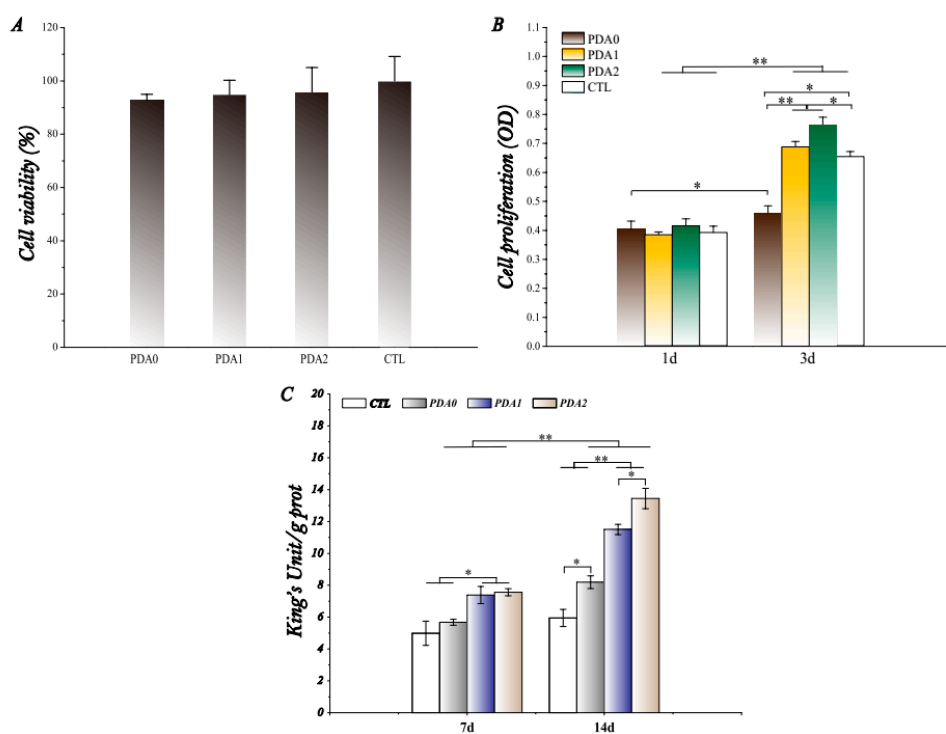 A
Cell viability (%)
120
100
80
60
40
20
0
PDA0 PDA1 PDA2 CTL
B
Cell proliferation (OD)
PDA0
PDA1
PDA2
CTL
1.1
1.0
0.9
0.8
0.7
0.6
0.5
0.4
0.3
0.2
0.1
0.0
**
*
** *
*
1d 3d
C
King's Unit/g prot
CTL PDA0 PDA1 PDA2
20
18
16
14
12
10
8
6
4
2
0
**
**
*
*
*
7d 14d